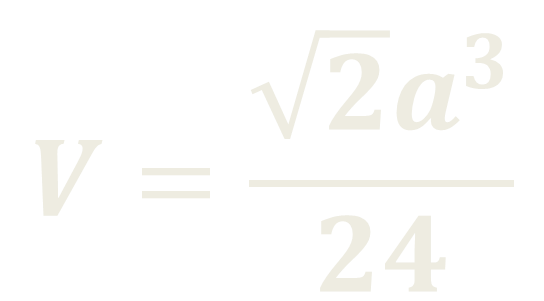 V = √2a³/24